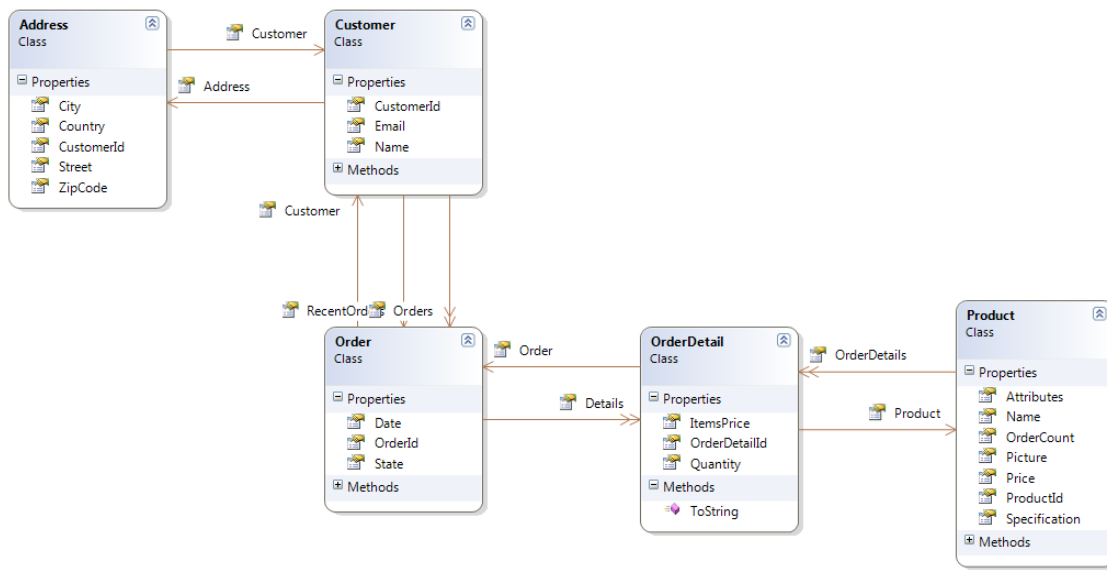 Address
Class
Properties
City
Country
CustomerId
Street
ZipCode
Customer
Address
Customer
Class
Properties
CustomerId
Email
Name
Methods
Customer
Orders
Order
Class
Properties
Date
OrderId
State
Methods
Order
Details
OrderDetail
Class
Properties
ItemsPrice
OrderDetailId
Quantity
Methods
ToString
OrderDetails
Product
Product
Class
Properties
Attributes
Name
OrderCount
Picture
Price
ProductId
Specification
Methods